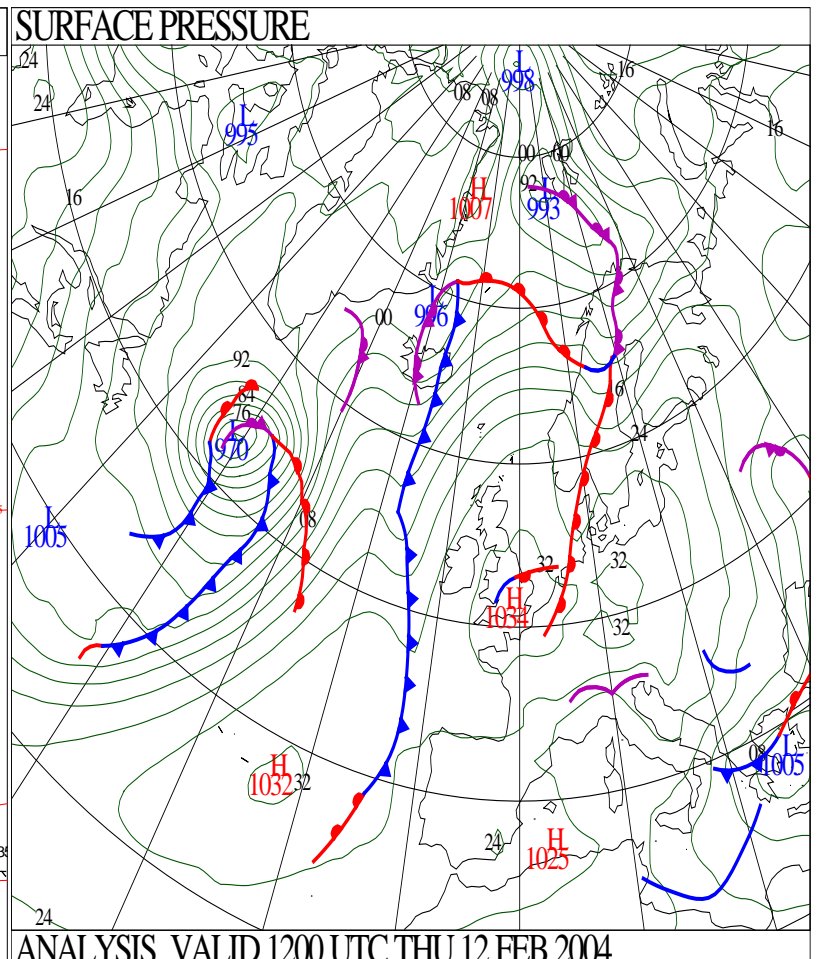 SURFACE PRESSURE
24
24
16
16
16
L
998
08
08
L
995
00
00
92
H
1007
L
993
L
996
00
92
84
76
L
970
6
24
L
1005
08
32
32
H
1034
32
08
L
1005
H
1032
32
24
H
1025
24
ANALYSIS VALID 1200 UTC THU 12 FEB 2004